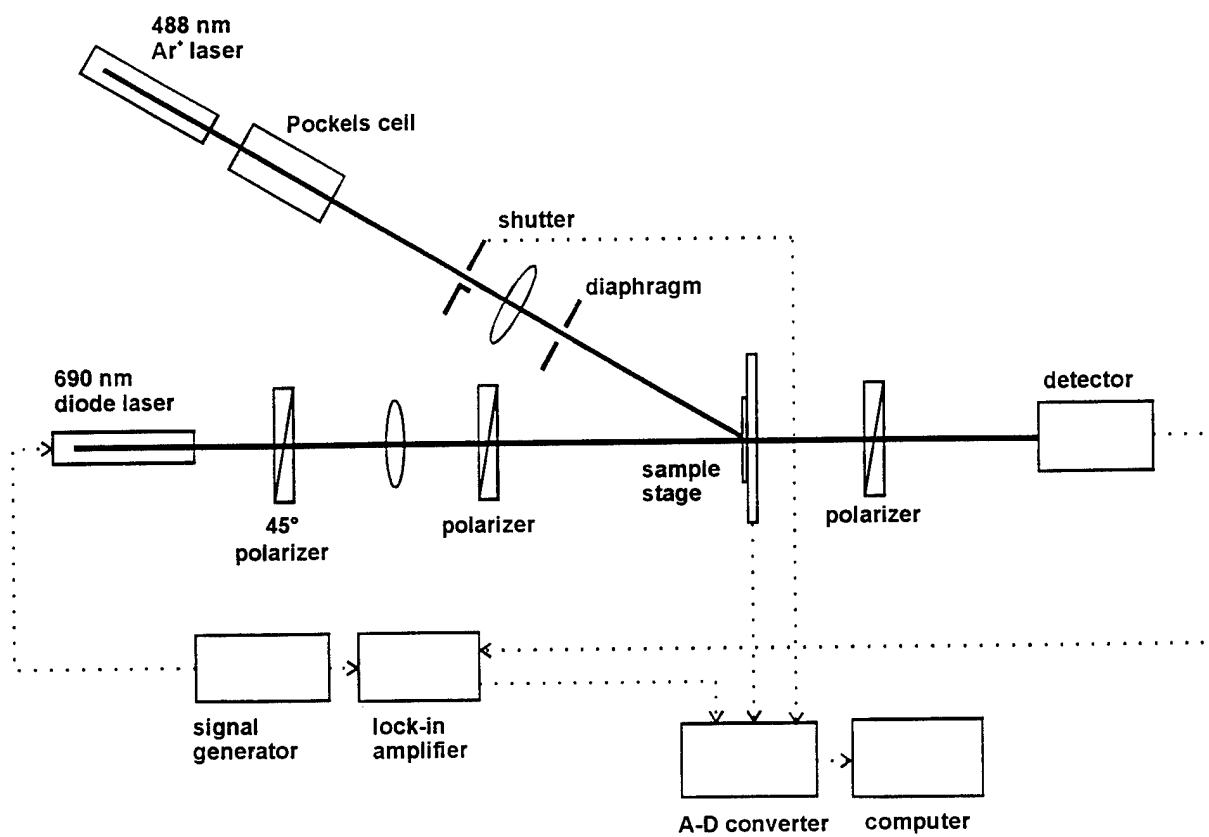 488 nm
Ar⁺ laser
Pockels cell
shutter
diaphragm
690 nm
diode laser
detector
sample
stage
45°
polarizer
polarizer
polarizer
signal
generator
lock-in
amplifier
A-D converter
computer